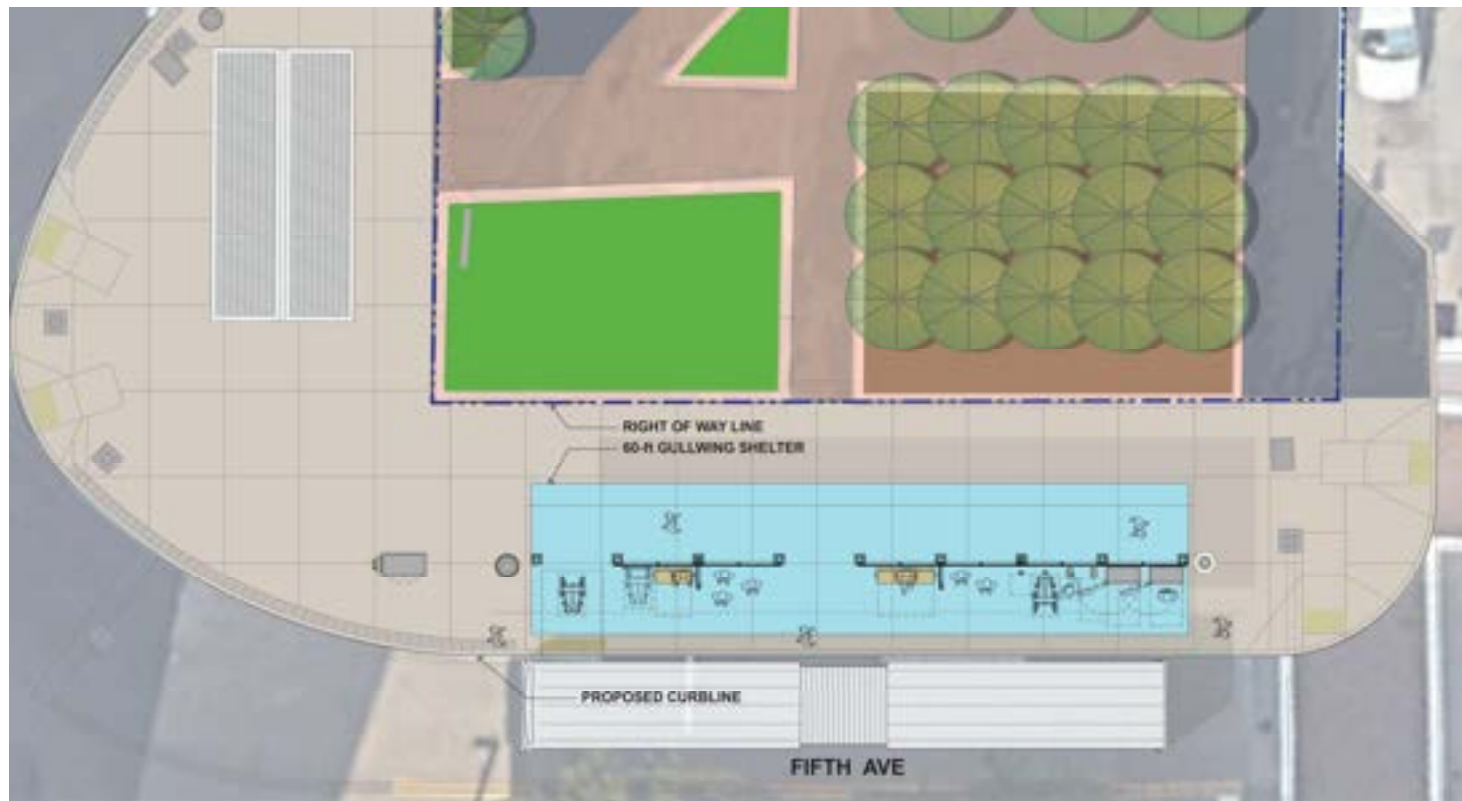 RIGHT OF WAY LINE
60-ft GULLWING SHELTER
PROPOSED CURBLINE
FIFTH AVE